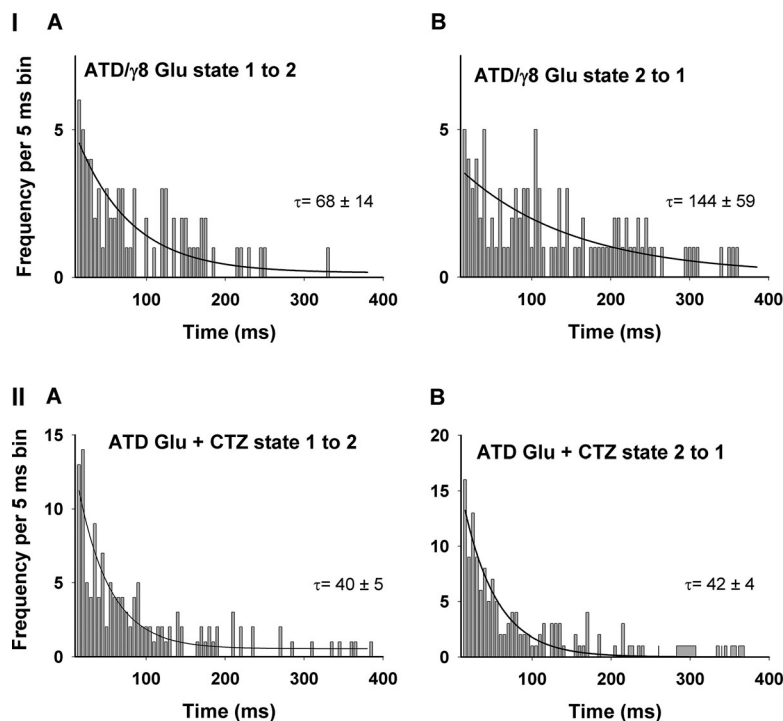 I A
ATD/γ8 Glu state 1 to 2
Frequency per 5 ms bin
5
0
τ= 68 ± 14
100 200 300 400
Time (ms)
B
ATD/γ8 Glu state 2 to 1
5
0
τ= 144 ± 59
100 200 300 400
Time (ms)
II A
ATD Glu + CTZ state 1 to 2
Frequency per 5 ms bin
15
10
5
0
τ= 40 ± 5
100 200 300 400
Time (ms)
B
ATD Glu + CTZ state 2 to 1
20
15
10
5
0
τ= 42 ± 4
100 200 300 400
Time (ms)